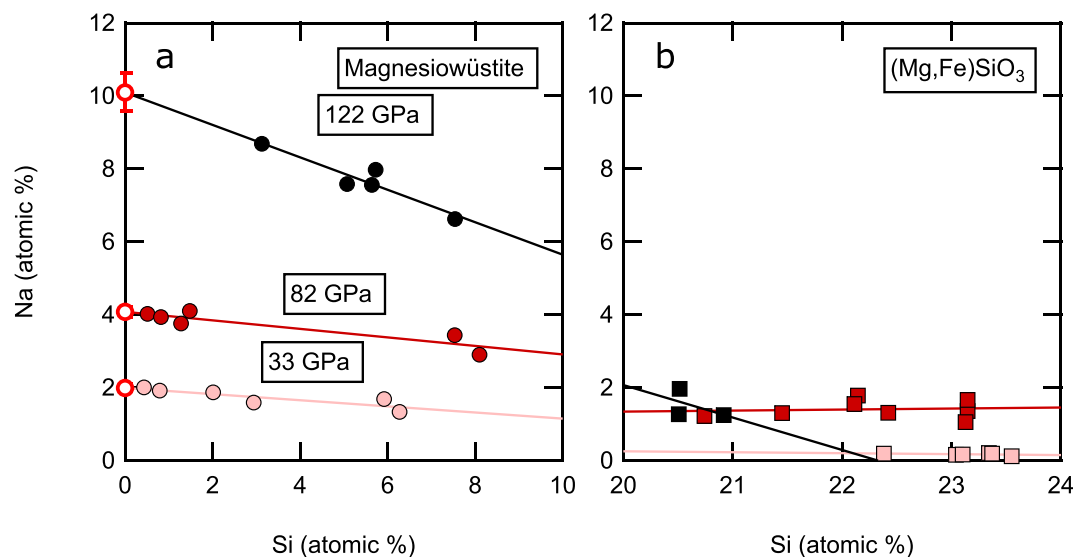 a
Magnesiowüstite
122 GPa
82 GPa
33 GPa
Na (atomic %)
12
10
8
6
4
2
0
0 2 4 6 8 10
Si (atomic %)
b
(Mg,Fe)SiO3
12
10
8
6
4
2
0
20 21 22 23 24
Si (atomic %)